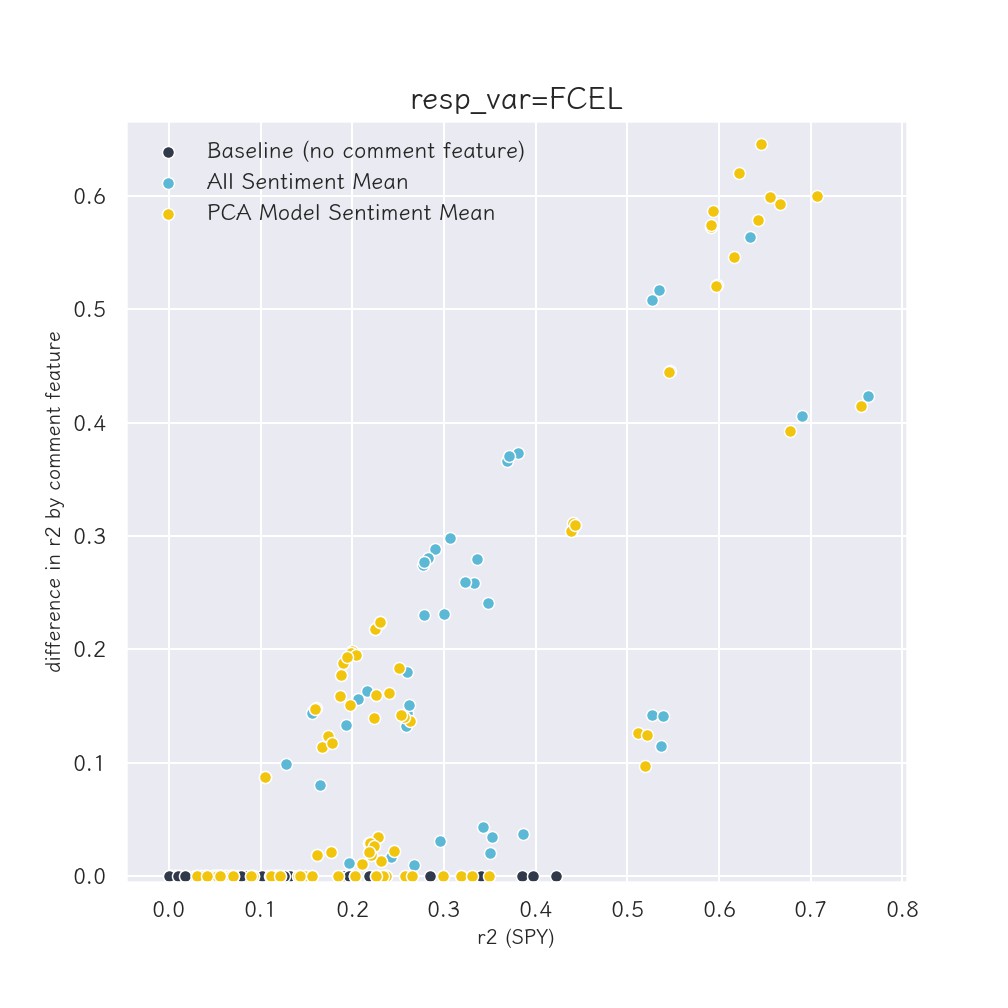 resp_var=FCEL
Baseline (no comment feature)
All Sentiment Mean
PCA Model Sentiment Mean
difference in r2 by comment feature
0.6
0.5
0.4
0.3
0.2
0.1
0.0
0.0 0.1 0.2 0.3 0.4 0.5 0.6 0.7 0.8
r2 (SPY)